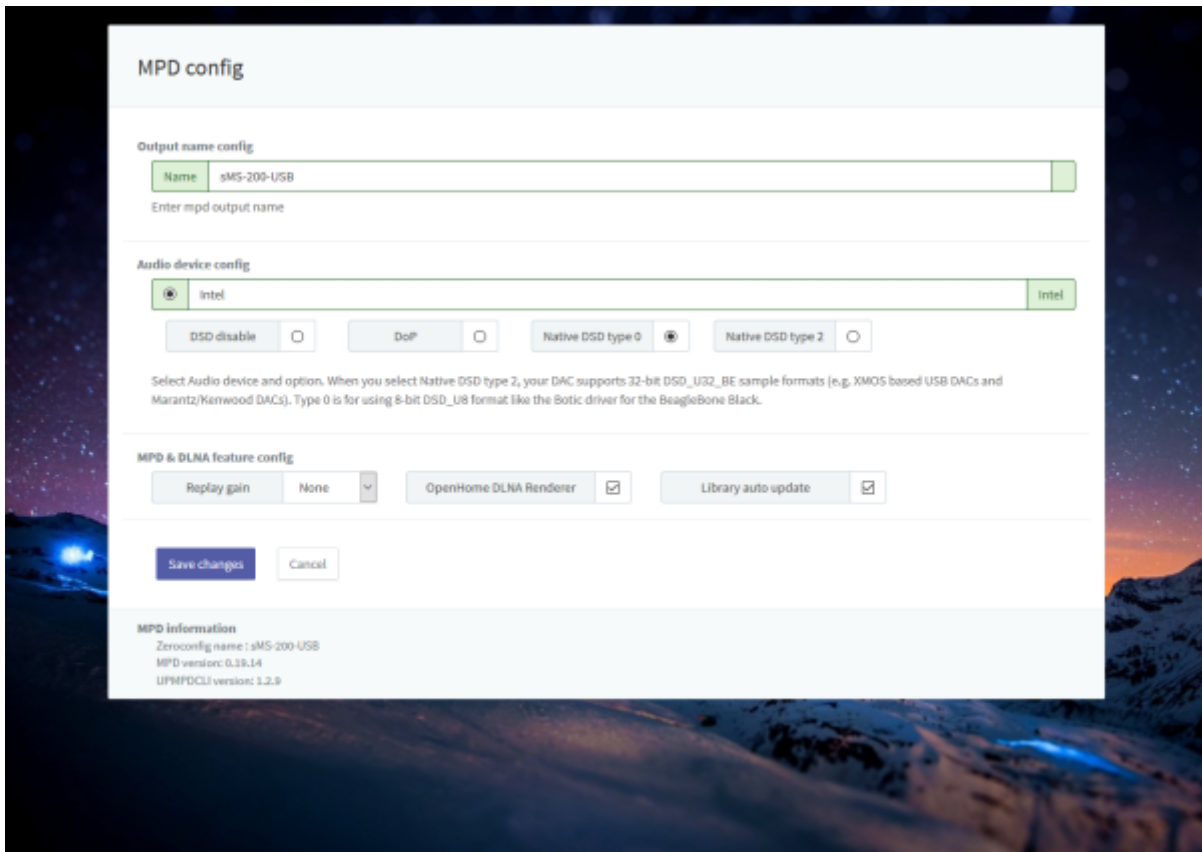 MPD config
Output name config
Name sMS-200-USB
Enter mpd output name
Audio device config
Intel Intel
DSD disable DoP Native DSD type 0 Native DSD type 2
Select Audio device and option. When you select Native DSD type 2, your DAC supports 32-bit DSD_U32_BE sample formats (e.g. XMOS based USB DACs and
Marantz/Kenwood DACs). Type 0 is for using 8-bit DSD_U8 format like the Botic driver for the BeagleBone Black.
MPD & DLNA feature config
Replay gain None OpenHome DLNA Renderer Library auto update
Save changes Cancel
MPD information
Zeroconfig name : sMS-200-USB
MPD version: 0.19.14
UPMPDCLI version: 1.2.9